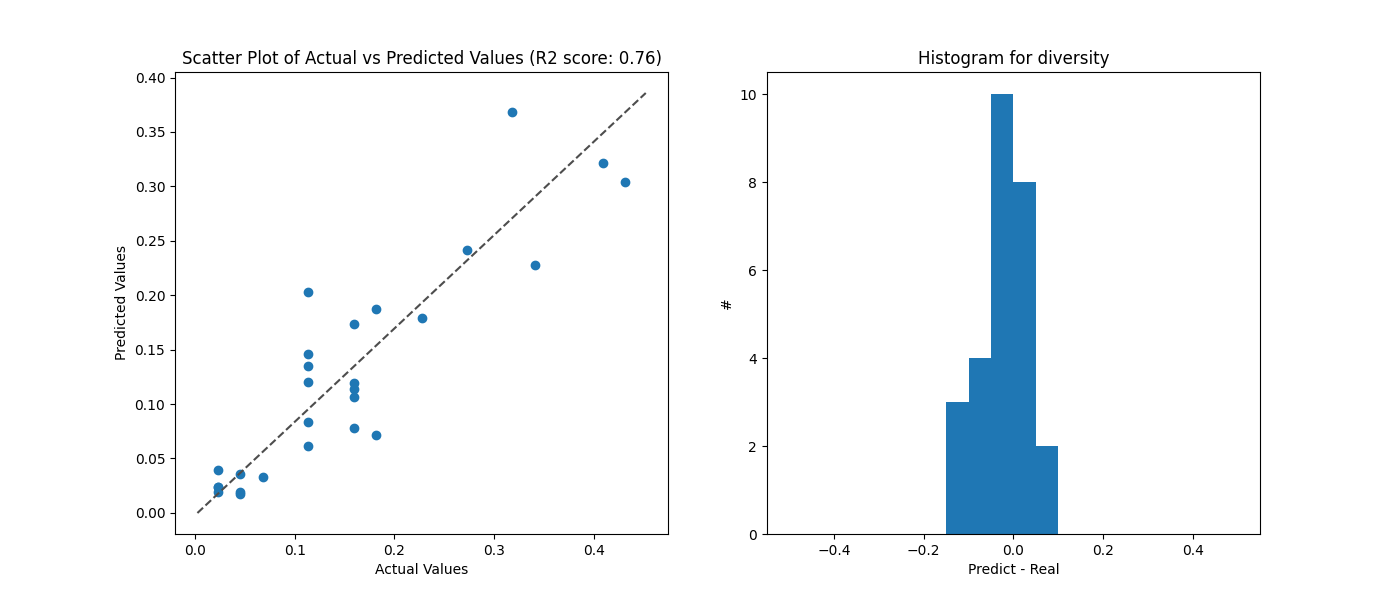 Scatter Plot of Actual vs Predicted Values (R2 score: 0.76)
0.40
0.35
0.30
0.25
0.20
0.15
0.10
0.05
0.00
Predicted Values
0.0 0.1 0.2 0.3 0.4
Actual Values
Histogram for diversity
10
8
6
4
2
0
#
−0.4 −0.2 0.0 0.2 0.4
Predict - Real